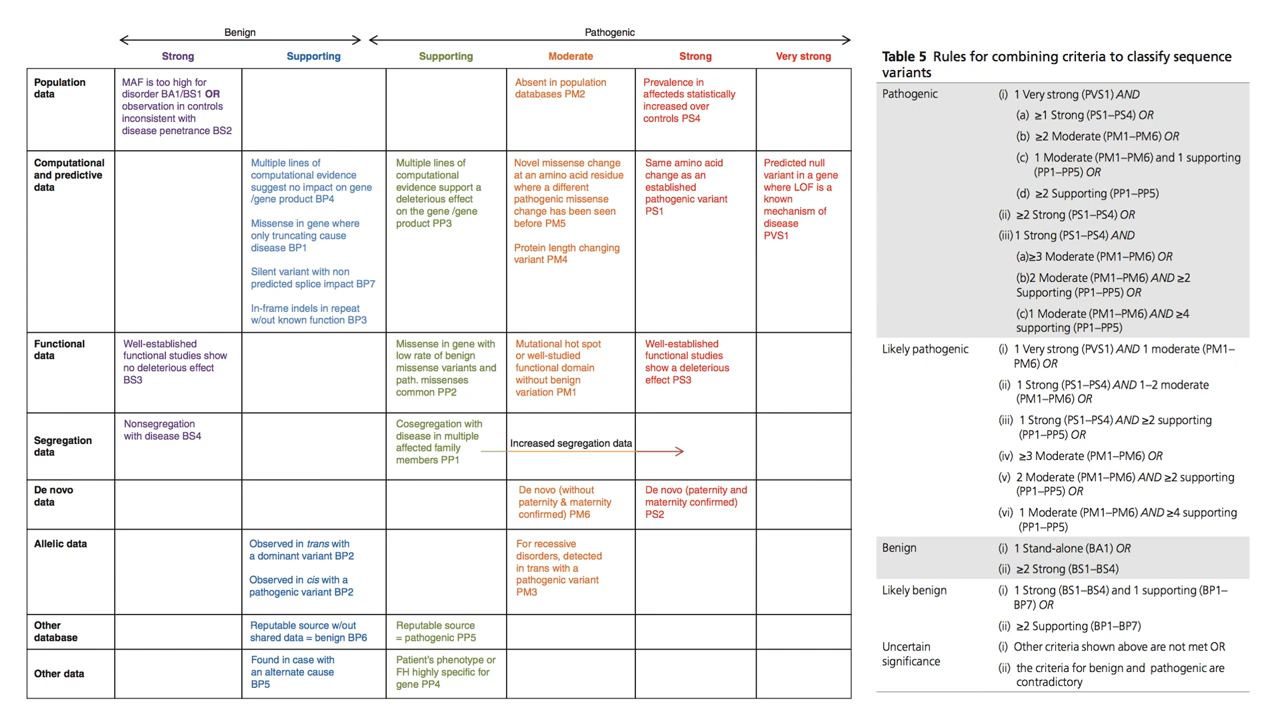 Benign
Pathogenic
Strong
Supporting
Supporting
Moderate
Strong
Very strong
Population
data
MAF is too high for
disorder BA1/BS1 OR
observation in controls
inconsistent with
disease penetrance BS2
Absent in population
databases PM2
Prevalence in
affecteds statistically
increased over
controls PS4
Computational
and predictive
data
Multiple lines of
computational evidence
suggest no impact on gene
/gene product BP4
Missense in gene where
only truncating cause
disease BP1
Silent variant with non
predicted splice impact BP7
In-frame indels in repeat
w/out known function BP3
Multiple lines of
computational
evidence support a
deleterious effect
on the gene /gene
product PP3
Novel missense change
at an amino acid residue
where a different
pathogenic missense
change has been seen
before PM5
Protein length changing
variant PM4
Same amino acid
change as an
established
pathogenic variant
PS1
Predicted null
variant in a gene
where LOF is a
known
mechanism of
disease
PVS1
Functional
data
Well-established
functional studies show
no deleterious effect
BS3
Missense in gene with
low rate of benign
missense variants and
path. missenses
common PP2
Mutational hot spot
or well-studied
functional domain
without benign
variation PM1
Well-established
functional studies
show a deleterious
effect PS3
Segregation
data
Nonsegregation
with disease BS4
Cosegregation with
disease in multiple
affected family
members PP1
Increased segregation data
De novo
data
De novo (without
paternity & maternity
confirmed) PM6
De novo (paternity and
maternity confirmed)
PS2
Allelic data
Observed in trans with
a dominant variant BP2
Observed in cis with a
pathogenic variant BP2
For recessive
disorders, detected
in trans with a
pathogenic variant
PM3
Other
database
Reputable source w/out
shared data = benign BP6
Reputable source
= pathogenic PP5
Other data
Found in case with
an alternate cause
BP5
Patient's phenotype or
FH highly specific for
gene PP4
Table 5 Rules for combining criteria to classify sequence
variants
Pathogenic
(i) 1 Very strong (PVS1) AND
(a) ≥1 Strong (PS1–PS4) OR
(b) ≥2 Moderate (PM1–PM6) OR
(c) 1 Moderate (PM1–PM6) and 1 supporting
(PP1–PP5) OR
(d) ≥2 Supporting (PP1–PP5)
(ii) ≥2 Strong (PS1–PS4) OR
(iii) 1 Strong (PS1–PS4) AND
(a)≥3 Moderate (PM1–PM6) OR
(b)2 Moderate (PM1–PM6) AND ≥2
Supporting (PP1–PP5) OR
(c)1 Moderate (PM1–PM6) AND ≥4
supporting (PP1–PP5)
Likely pathogenic
(i) 1 Very strong (PVS1) AND 1 moderate (PM1–
PM6) OR
(ii) 1 Strong (PS1–PS4) AND 1–2 moderate
(PM1–PM6) OR
(iii) 1 Strong (PS1–PS4) AND ≥2 supporting
(PP1–PP5) OR
(iv) ≥3 Moderate (PM1–PM6) OR
(v) 2 Moderate (PM1–PM6) AND ≥2 supporting
(PP1–PP5) OR
(vi) 1 Moderate (PM1–PM6) AND ≥4 supporting
(PP1–PP5)
Benign
(i) 1 Stand-alone (BA1) OR
(ii) ≥2 Strong (BS1–BS4)
Likely benign
(i) 1 Strong (BS1–BS4) and 1 supporting (BP1–
BP7) OR
(ii) ≥2 Supporting (BP1–BP7)
Uncertain
significance
(i) Other criteria shown above are not met OR
(ii) the criteria for benign and pathogenic are
contradictory